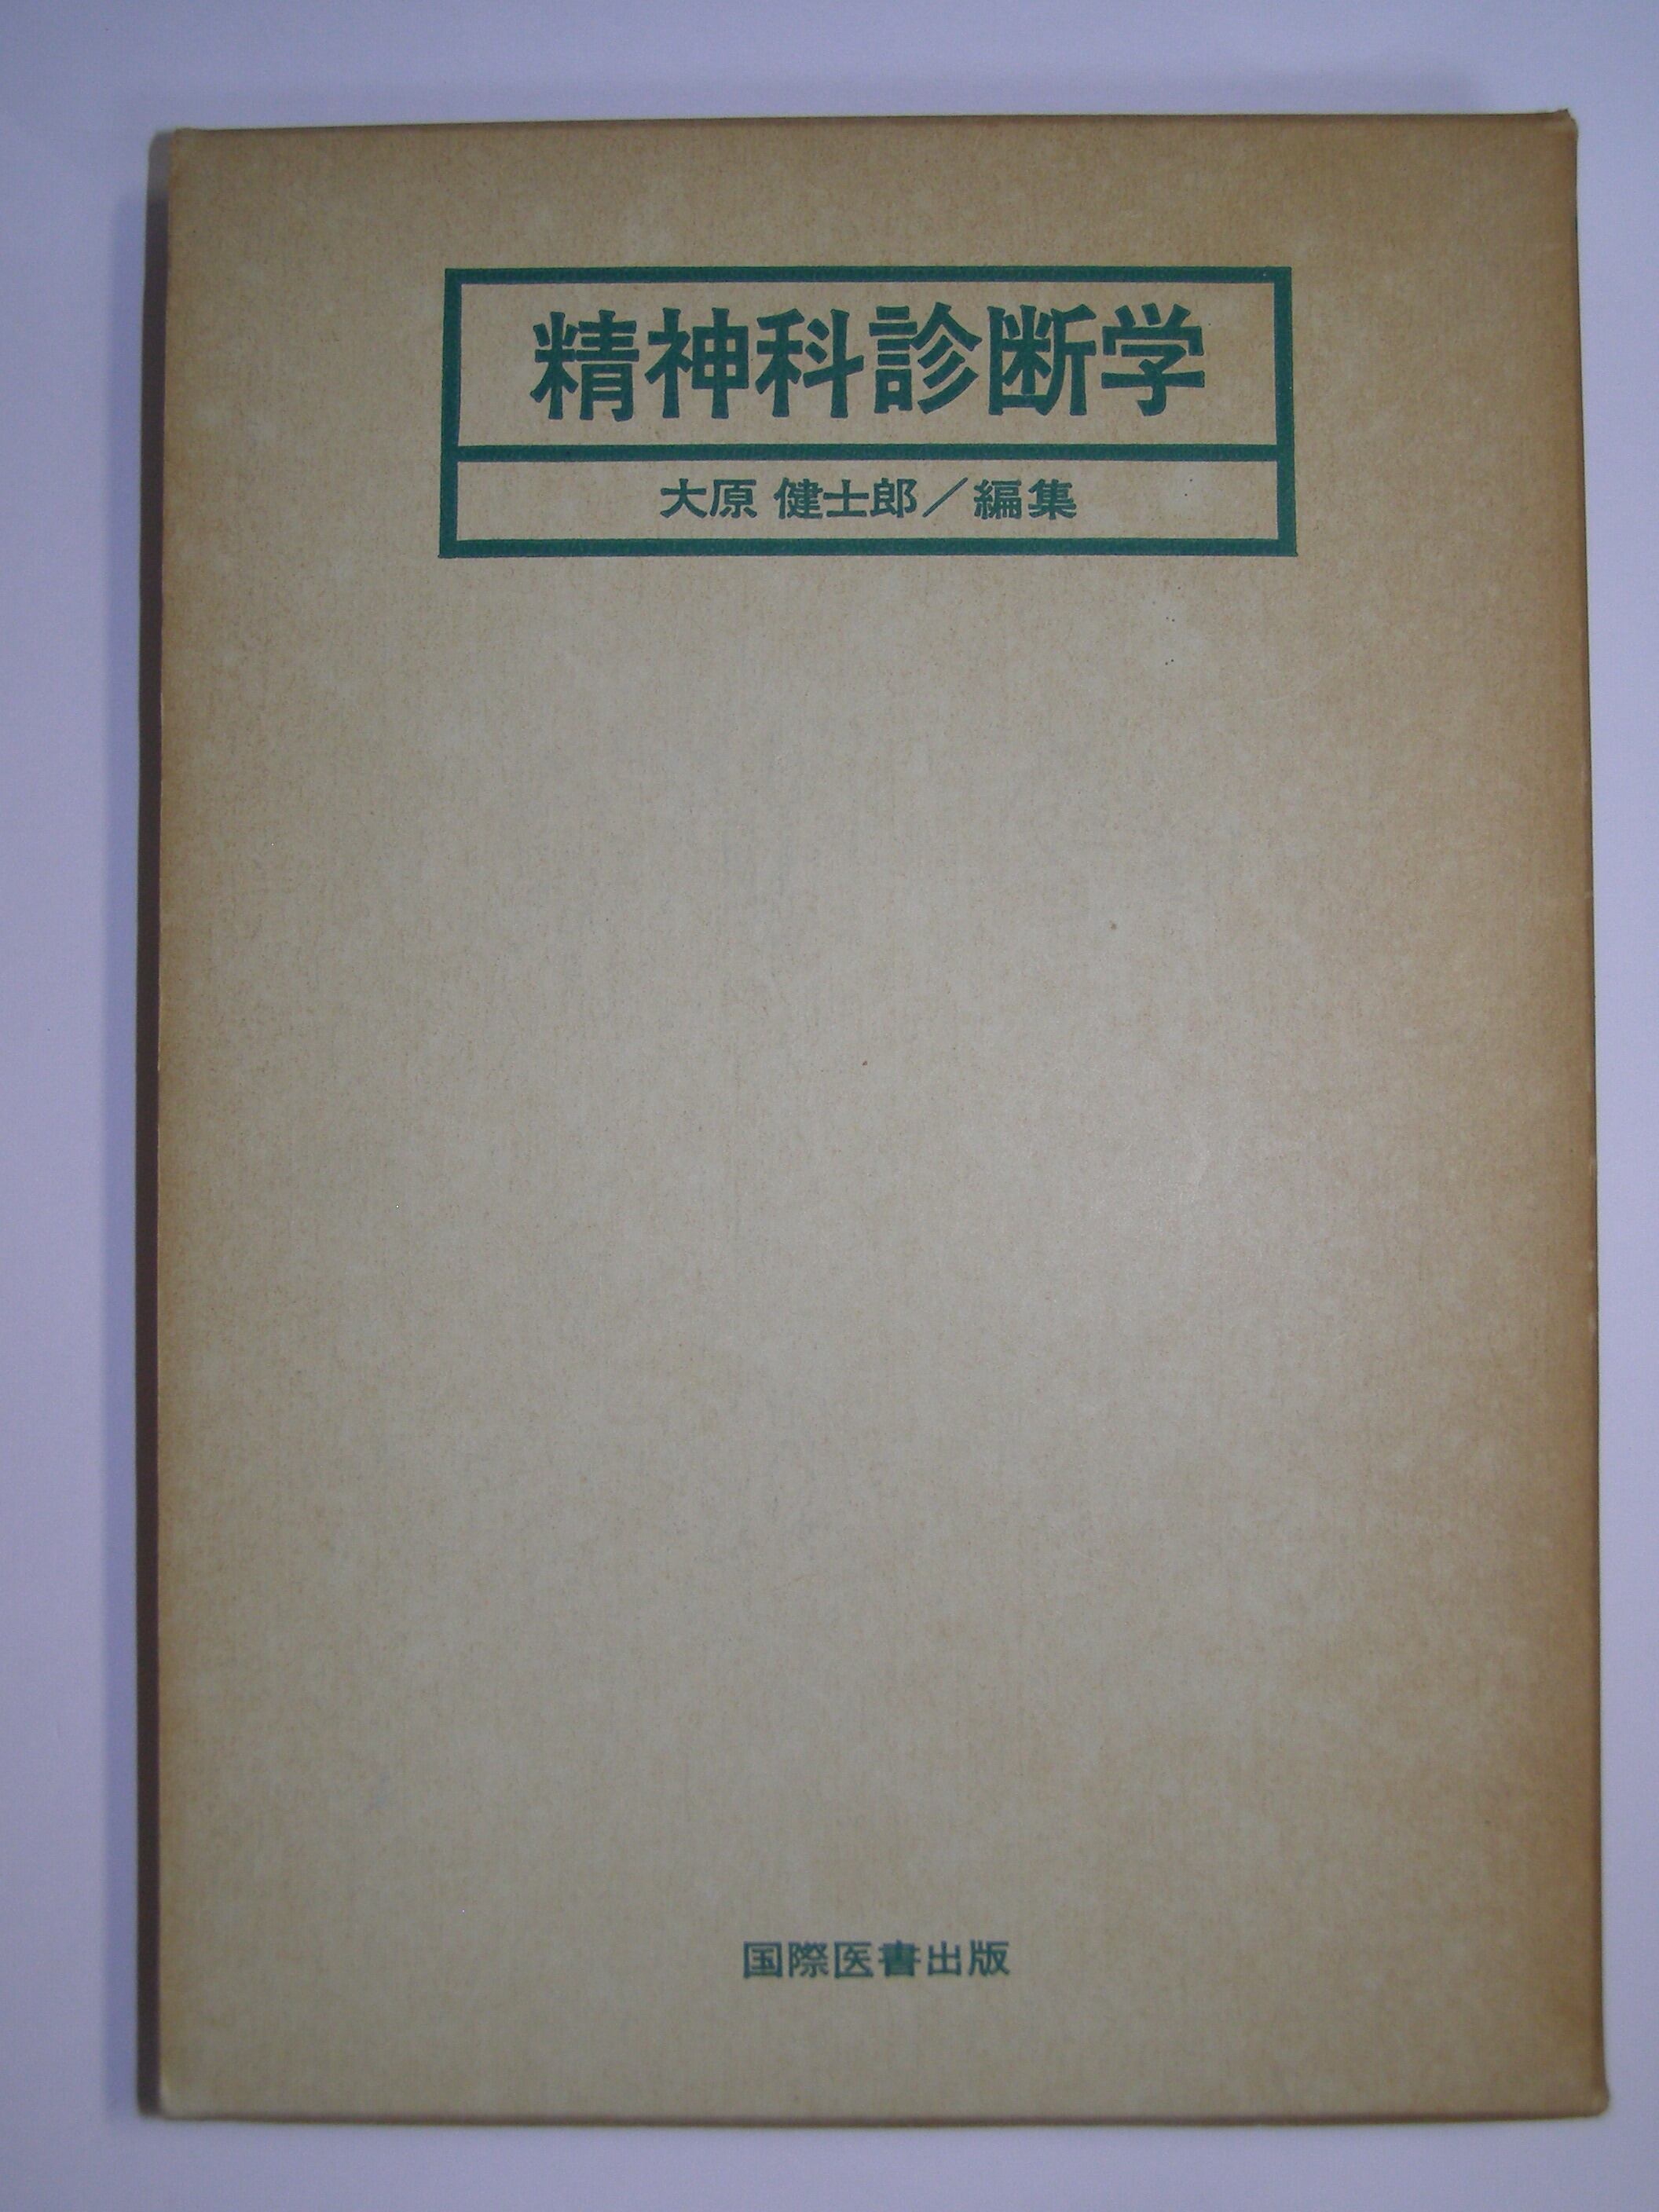 精神科診断学
大原 健士郎／編集
国際医書出版